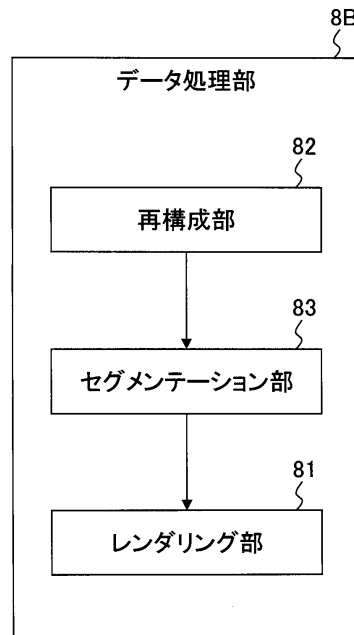 8B
データ処理部
82
再構成部
83
セグメンテーション部
81
レンダリング部